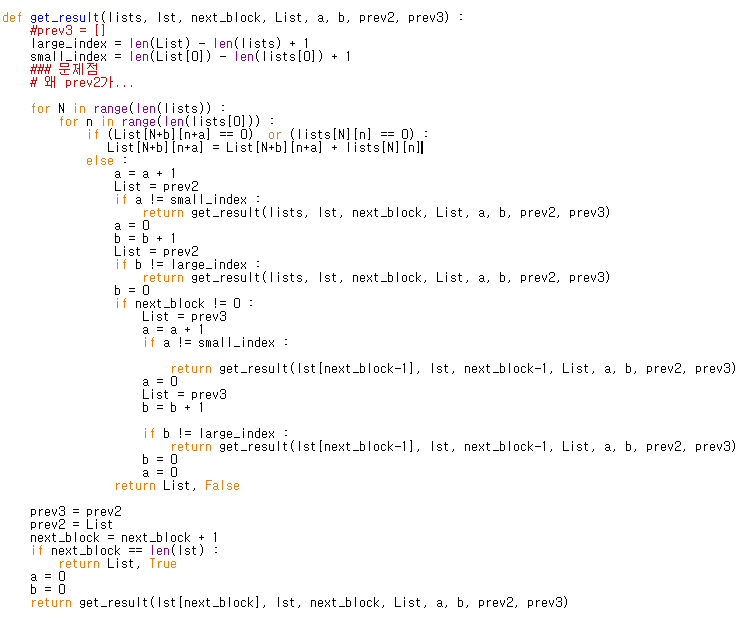 def get_result(lists, lst, next_block, List, a, b, prev2, prev3) :
    #prev3 = []
    large_index = len(List) - len(lists) + 1
    small_index = len(List[0]) - len(lists[0]) + 1
    ### 문제점
    # 왜 prev2가...

    for N in range(len(lists)) :
        for n in range(len(lists[0])) :
            if (List[N+b][n+a] == 0)  or (lists[N][n] == 0) :
               List[N+b][n+a] = List[N+b][n+a] + lists[N][n]
            else :
                a = a + 1
                List = prev2
                if a != small_index :
                    return get_result(lists, lst, next_block, List, a, b, prev2, prev3)
                a = 0
                b = b + 1
                List = prev2
                if b != large_index :
                    return get_result(lists, lst, next_block, List, a, b, prev2, prev3)
                b = 0
                if next_block != 0 :
                    List = prev3
                    a = a + 1
                    if a != small_index :

                        return get_result(lst[next_block-1], lst, next_block-1, List, a, b, prev2, prev3)
                    a = 0
                    List = prev3
                    b = b + 1

                    if b != large_index :
                        return get_result(lst[next_block-1], lst, next_block-1, List, a, b, prev2, prev3)
                    b = 0
                    a = 0
                return List, False

    prev3 = prev2
    prev2 = List
    next_block = next_block + 1
    if next_block == len(lst) :
        return List, True
    a = 0
    b = 0
    return get_result(lst[next_block], lst, next_block, List, a, b, prev2, prev3)